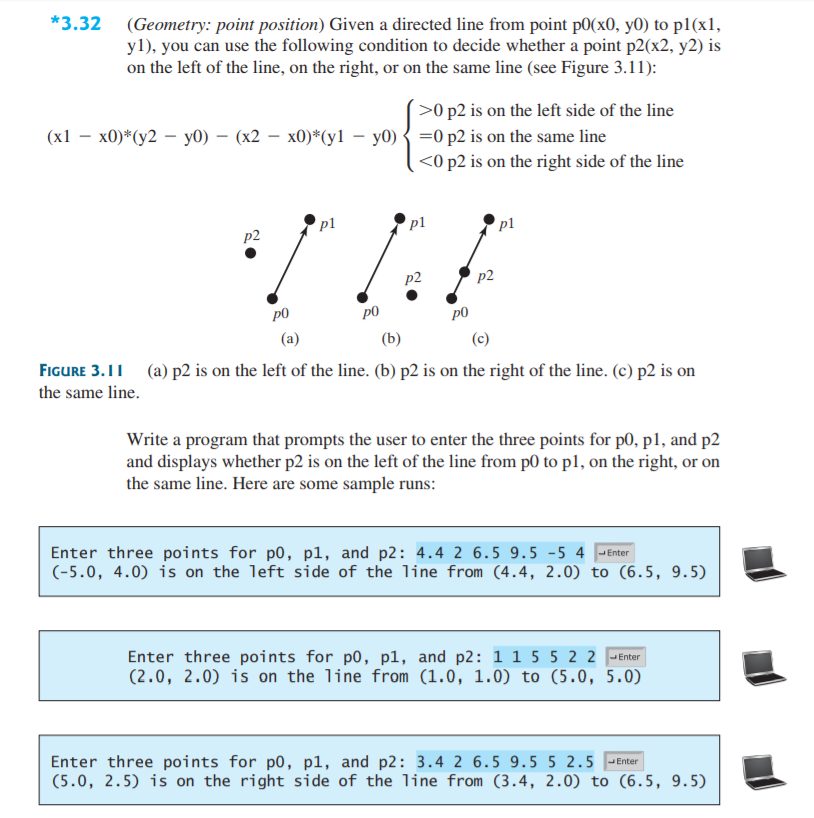 *3.32 (Geometry: point position) Given a directed line from point p0(x0, y0) to p1(x1,
y1), you can use the following condition to decide whether a point p2(x2, y2) is
on the left of the line, on the right, or on the same line (see Figure 3.11):
>0 p2 is on the left side of the line
(x1 − x0)*(y2 − y0) − (x2 − x0)*(y1 − y0) { =0 p2 is on the same line
<0 p2 is on the right side of the line
p1 p1 p1
p2
p2 p2
p0 p0 p0
(a) (b) (c)
FIGURE 3.11 (a) p2 is on the left of the line. (b) p2 is on the right of the line. (c) p2 is on
the same line.
Write a program that prompts the user to enter the three points for p0, p1, and p2
and displays whether p2 is on the left of the line from p0 to p1, on the right, or on
the same line. Here are some sample runs:
Enter three points for p0, p1, and p2: 4.4 2 6.5 9.5 -5 4 ↵Enter
(-5.0, 4.0) is on the left side of the line from (4.4, 2.0) to (6.5, 9.5)
Enter three points for p0, p1, and p2: 1 1 5 5 2 2 ↵Enter
(2.0, 2.0) is on the line from (1.0, 1.0) to (5.0, 5.0)
Enter three points for p0, p1, and p2: 3.4 2 6.5 9.5 5 2.5 ↵Enter
(5.0, 2.5) is on the right side of the line from (3.4, 2.0) to (6.5, 9.5)